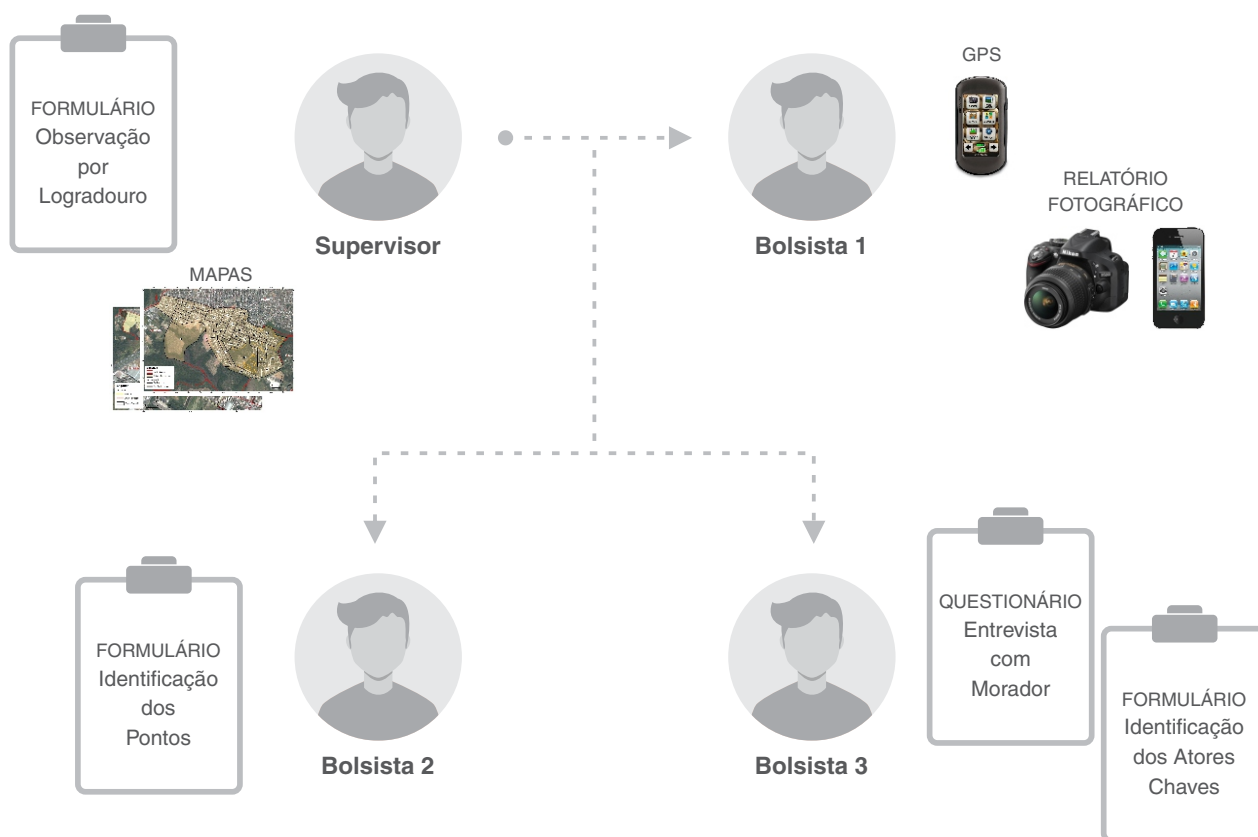 FORMULÁRIO
Observação
por
Logradouro
Supervisor
MAPAS
Bolsista 1
GPS
RELATÓRIO
FOTOGRÁFICO
FORMULÁRIO
Identificação
dos
Pontos
Bolsista 2
Bolsista 3
QUESTIONÁRIO
Entrevista
com
Morador
FORMULÁRIO
Identificação
dos Atores
Chaves